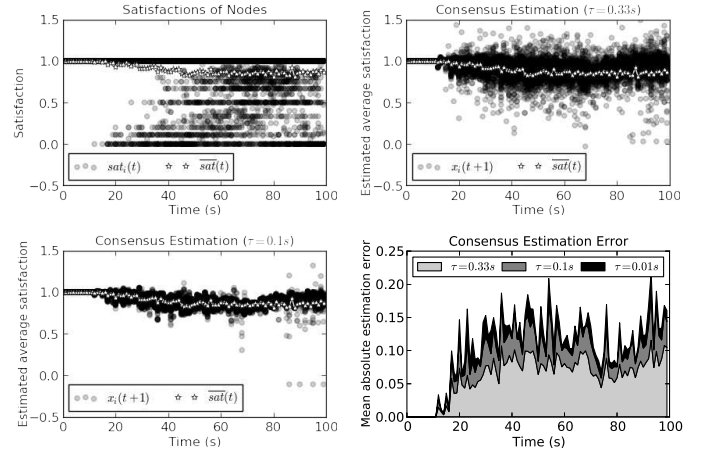 Satisfactions of Nodes
Satisfaction
1.5
1.0
0.5
0.0
−0.5
sat_i(t) sat(t)
0 20 40 60 80 100
Time (s)
Consensus Estimation (τ=0.33s)
Estimated average satisfaction
1.5
1.0
0.5
0.0
−0.5
x_i(t+1) sat(t)
0 20 40 60 80 100
Time (s)
Consensus Estimation (τ=0.1s)
Estimated average satisfaction
1.5
1.0
0.5
0.0
−0.5
x_i(t+1) sat(t)
0 20 40 60 80 100
Time (s)
Consensus Estimation Error
Mean absolute estimation error
0.25
0.20
0.15
0.10
0.05
0.00
τ=0.33s τ=0.1s τ=0.01s
0 20 40 60 80 100
Time (s)